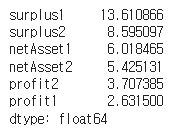 surplus1 13.610866
surplus2 8.595097
netAsset1 6.018465
netAsset2 5.425131
profit2 3.707385
profit1 2.631500
dtype: float64